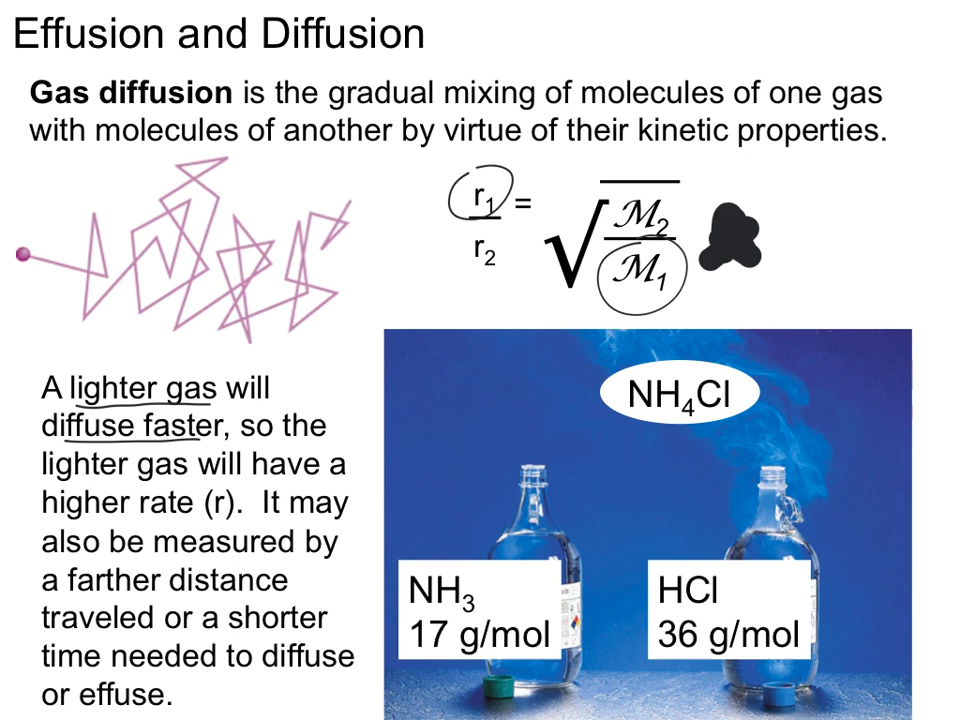 Effusion and Diffusion
Gas diffusion is the gradual mixing of molecules of one gas
with molecules of another by virtue of their kinetic properties.
r₁ / r₂ = √ ℳ₂ / ℳ₁
A lighter gas will
diffuse faster, so the
lighter gas will have a
higher rate (r). It may
also be measured by
a farther distance
traveled or a shorter
time needed to diffuse
or effuse.
NH₄Cl
NH₃
17 g/mol
HCl
36 g/mol